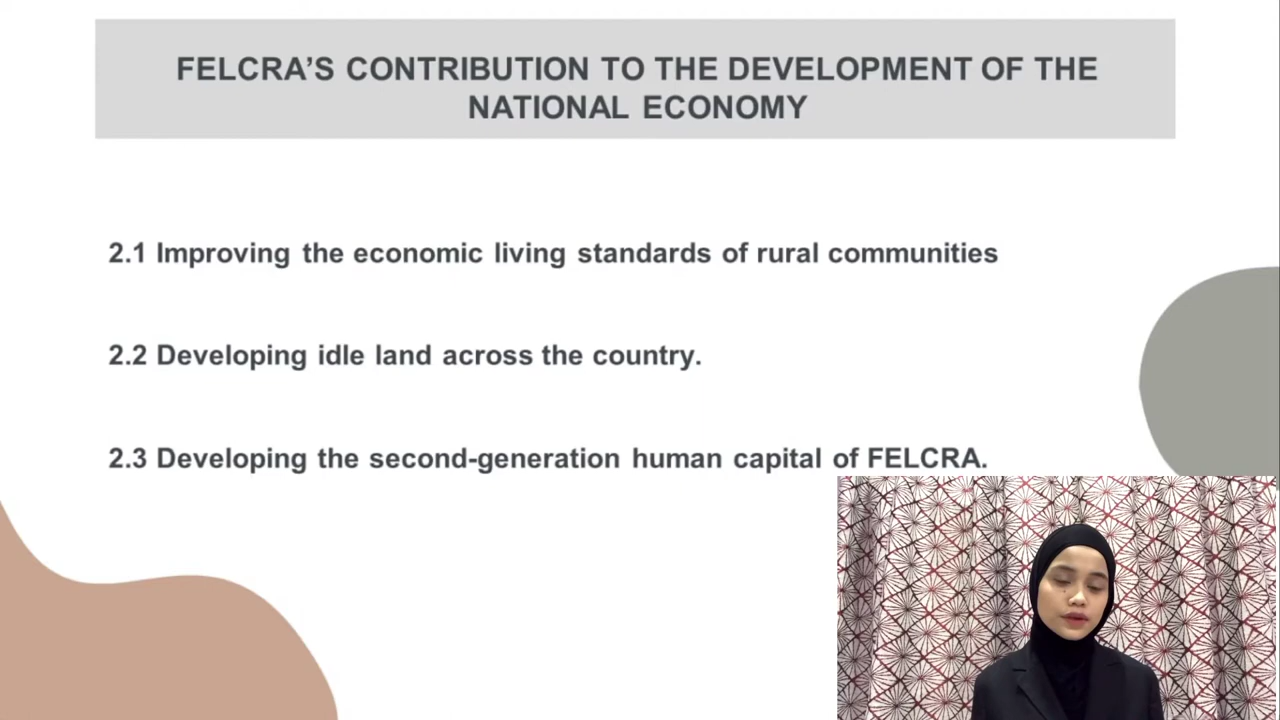 FELCRA’S CONTRIBUTION TO THE DEVELOPMENT OF THE
NATIONAL ECONOMY
2.1 Improving the economic living standards of rural communities
2.2 Developing idle land across the country.
2.3 Developing the second-generation human capital of FELCRA.